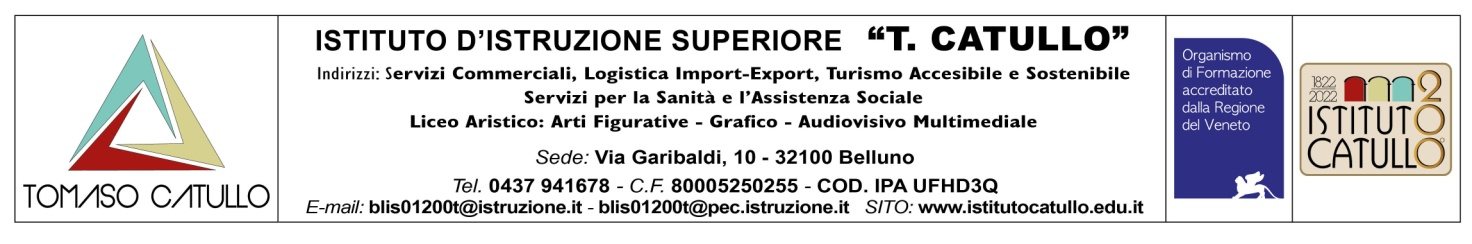 TOMASO CATULLO
ISTITUTO D'ISTRUZIONE SUPERIORE “T. CATULLO”
Indirizzi: Servizi Commerciali, Logistica Import-Export, Turismo Accesibile e Sostenibile
Servizi per la Sanità e l'Assistenza Sociale
Liceo Aristico: Arti Figurative - Grafico - Audiovisivo Multimediale
Sede: Via Garibaldi, 10 - 32100 Belluno
Tel. 0437 941678 - C.F. 80005250255 - COD. IPA UFHD3Q
E-mail: blis01200t@istruzione.it - blis01200t@pec.istruzione.it SITO: www.istitutocatullo.edu.it
Organismo
di Formazione
accreditato
dalla Regione
del Veneto
1822
2022
200°
ISTITUTO
CATULLO